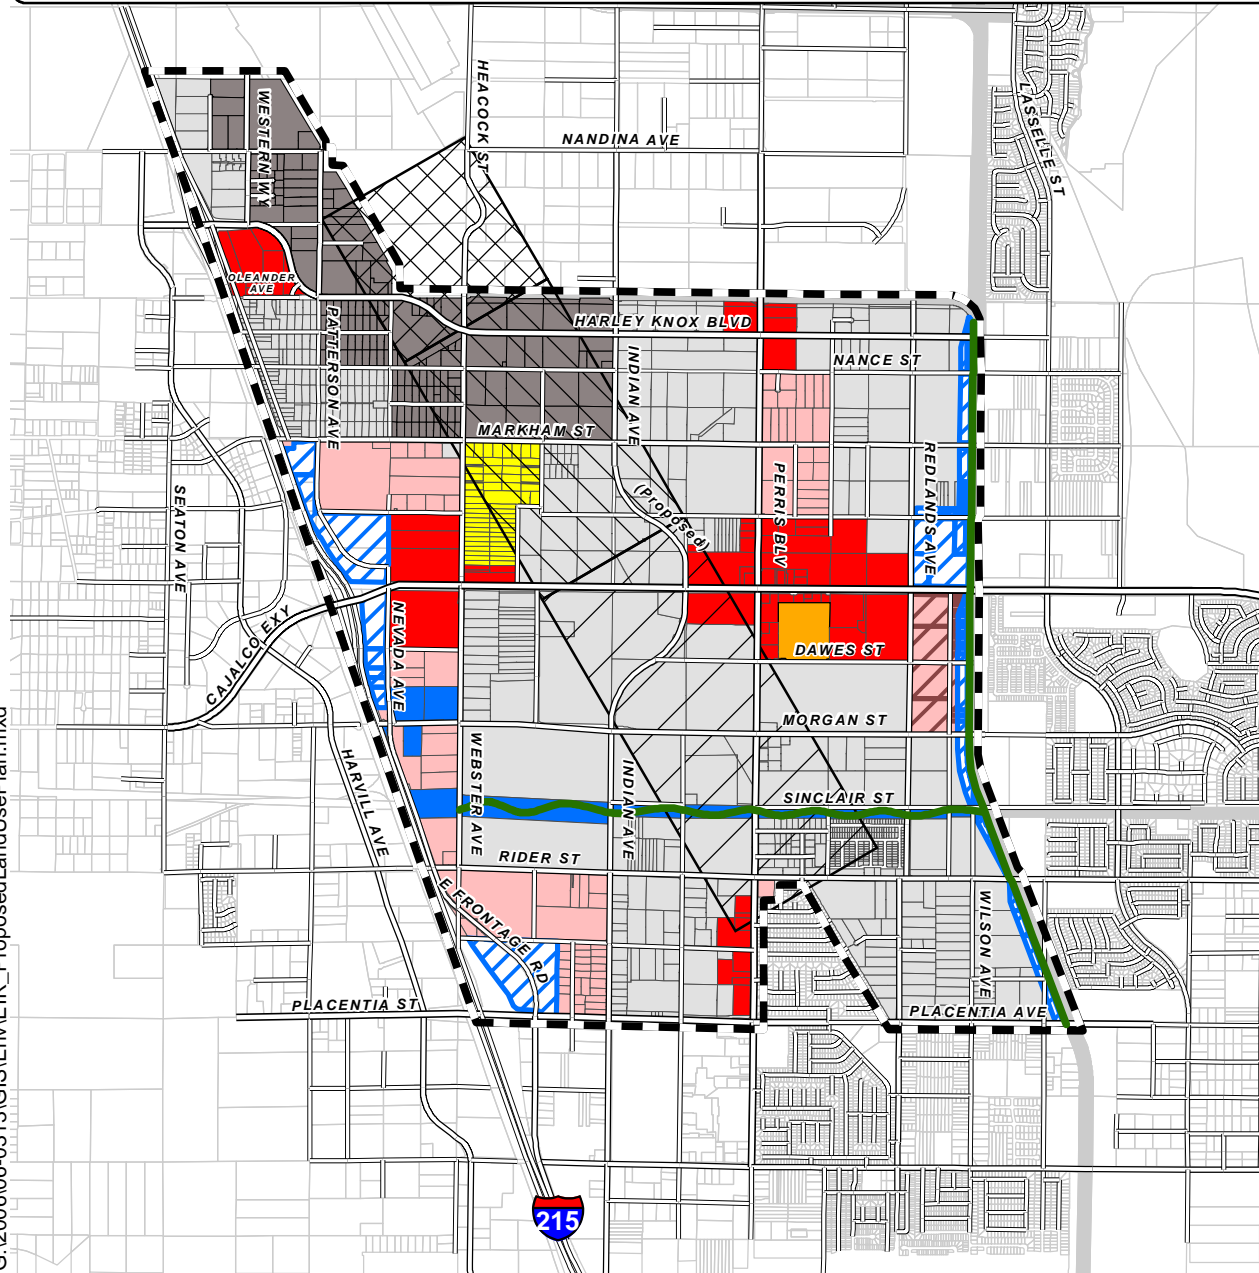 HEACOCK ST
LASSELLE ST
WESTERN WY
NANDINA AVE
OLEANDER
AVE
HARLEY KNOX BLVD
PATTERSON AVE
INDIAN AVE
NANCE ST
MARKHAM ST
REDLANDS AVE
PERRIS BLV
SEATON AVE
(Proposed)
NEVADA AVE
CAJALCO EXY
DAWES ST
MORGAN ST
WEBSTER AVE
HARVILL AVE
INDIAN AVE
SINCLAIR ST
RIDER ST
E FRONTAGE RD
WILSON AVE
PLACENTIA ST
PLACENTIA AVE
215